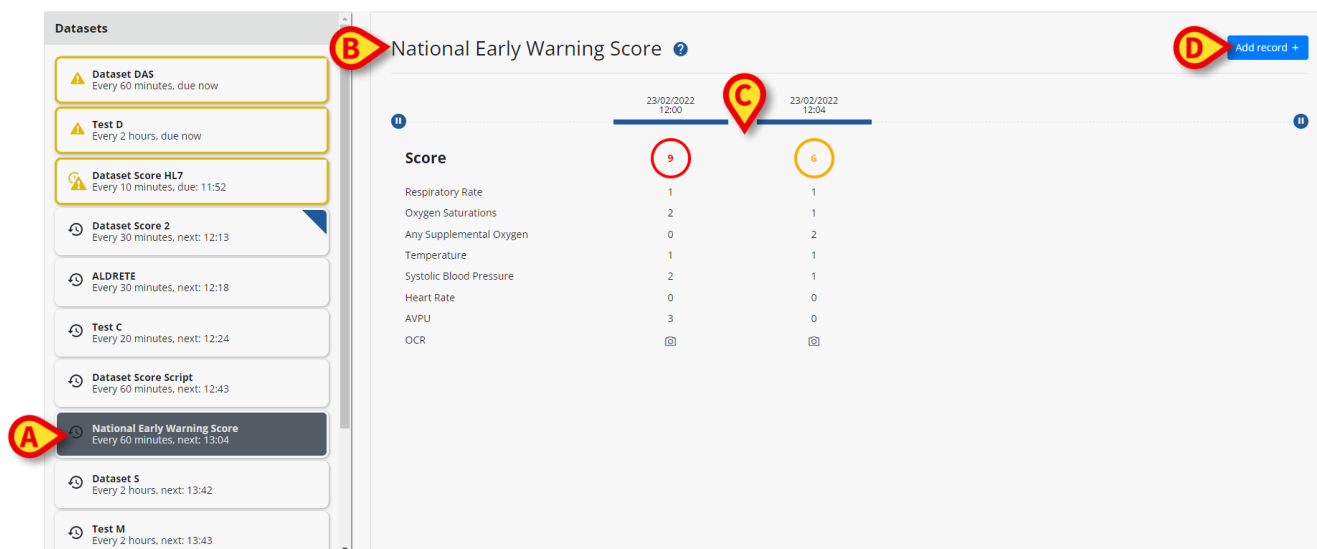 Datasets
Dataset DAS
Every 60 minutes, due now
Test D
Every 2 hours, due now
Dataset Score HL7
Every 10 minutes, due: 11:52
Dataset Score 2
Every 30 minutes, next: 12:13
ALDRETE
Every 30 minutes, next: 12:18
Test C
Every 20 minutes, next: 12:24
Dataset Score Script
Every 60 minutes, next: 12:43
A
National Early Warning Score
Every 60 minutes, next: 13:04
Dataset S
Every 2 hours, next: 13:42
Test M
Every 2 hours, next: 13:43
B
National Early Warning Score ?
D
Add record +
C
23/02/2022 23/02/2022
12:00 12:04
Score 9 6
Respiratory Rate 1 1
Oxygen Saturations 2 1
Any Supplemental Oxygen 0 2
Temperature 1 1
Systolic Blood Pressure 2 1
Heart Rate 0 0
AVPU 3 0
OCR